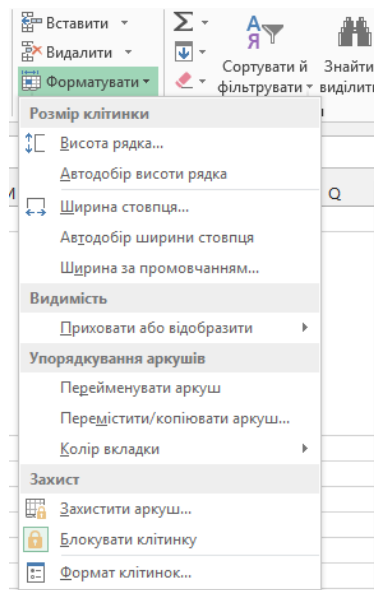 Вставити
Видалити
Форматувати
Σ
А
Я
Сортувати й
фільтрувати
Знайти
виділити
Розмір клітинки
Висота рядка...
Автодобір висоти рядка
Ширина стовпця...
Автодобір ширини стовпця
Ширина за промовчанням...
Видимість
Приховати або відобразити
Упорядкування аркушів
Перейменувати аркуш
Перемістити/копіювати аркуш...
Колір вкладки
Захист
Захистити аркуш...
Блокувати клітинку
Формат клітинок...
M
Q